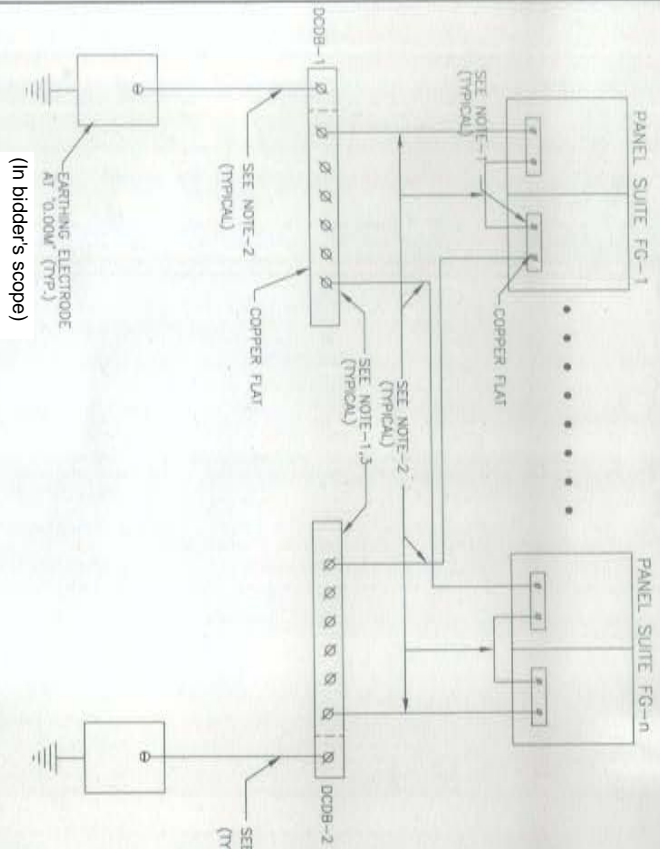 PANEL SUITE FG-1
PANEL SUITE FG-n
SEE NOTE-1
(TYPICAL)
COPPER FLAT
SEE NOTE-2
(TYPICAL)
SEE NOTE-1,3
(TYPICAL)
DCDB-1
COPPER FLAT
SEE NOTE-2
(TYPICAL)
DCDB-2
SEE
(TY
EARTHING ELECTRODE
AT "0.00M" (TYP.)
(In bidder's scope)